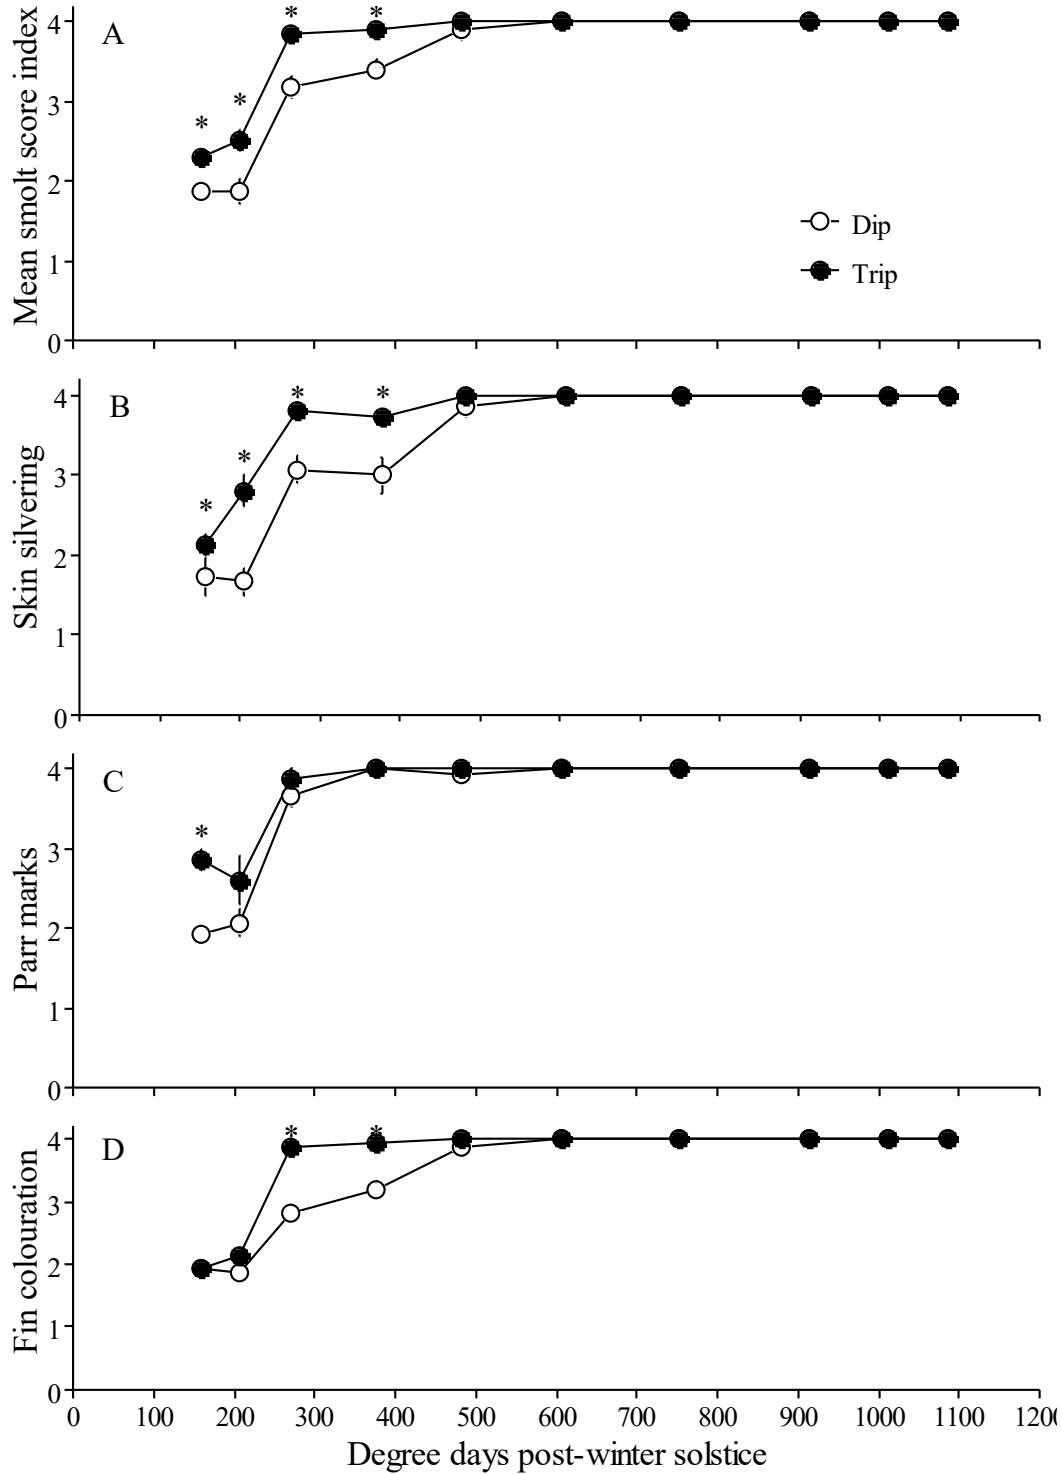 Mean smolt score index
A
* * * *
4
3
2
1
0
Dip
Trip
Skin silvering
B
* * * *
4
3
2
1
0
Parr marks
C
*
4
3
2
1
0
Fin colouration
D
* *
4
3
2
1
0
0 100 200 300 400 500 600 700 800 900 1000 1100 1200
Degree days post-winter solstice